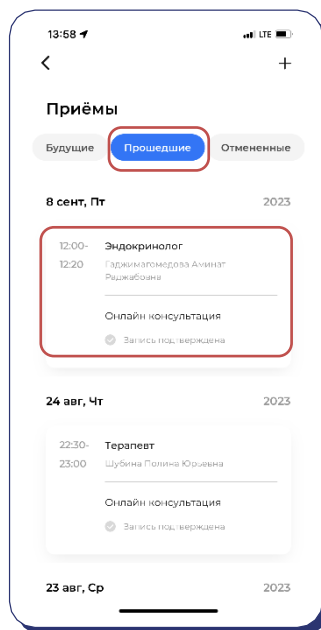 13:58
LTE
Приёмы
Будущие Прошедшие Отмененные
8 сент, Пт 2023
12:00- Эндокринолог
12:20 Гаджимагомедова Аминат
Раджабовна
Онлайн консультация
Запись подтверждена
24 авг, Чт 2023
22:30- Терапевт
23:00 Шубина Полина Юрьевна
Онлайн консультация
Запись подтверждена
23 авг, Ср 2023